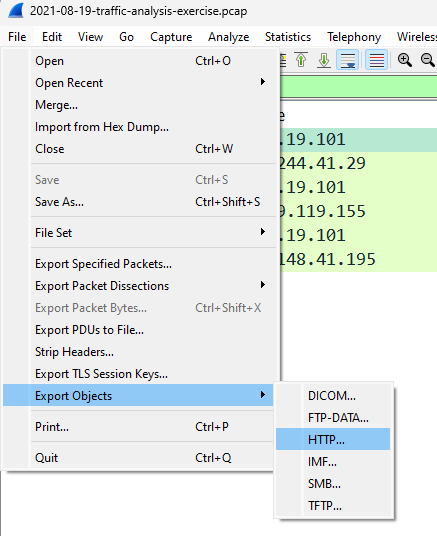 2021-08-19-traffic-analysis-exercise.pcap
File Edit View Go Capture Analyze Statistics Telephony Wireles
Open Ctrl+O
Open Recent
Merge...
Import from Hex Dump...
Close Ctrl+W
Save Ctrl+S
Save As... Ctrl+Shift+S
File Set
Export Specified Packets...
Export Packet Dissections
Export Packet Bytes... Ctrl+Shift+X
Export PDUs to File...
Strip Headers...
Export TLS Session Keys...
Export Objects
Print... Ctrl+P
Quit Ctrl+Q
DICOM...
FTP-DATA...
HTTP...
IMF...
SMB...
TFTP...
e
.19.101
244.41.29
.19.101
9.119.155
.19.101
148.41.195